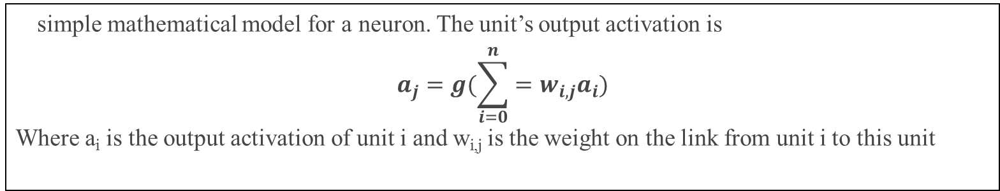 simple mathematical model for a neuron. The unit’s output activation is
n
a_j = g(∑ = w_{i,j}a_i)
i=0
Where a_i is the output activation of unit i and w_{i,j} is the weight on the link from unit i to this unit